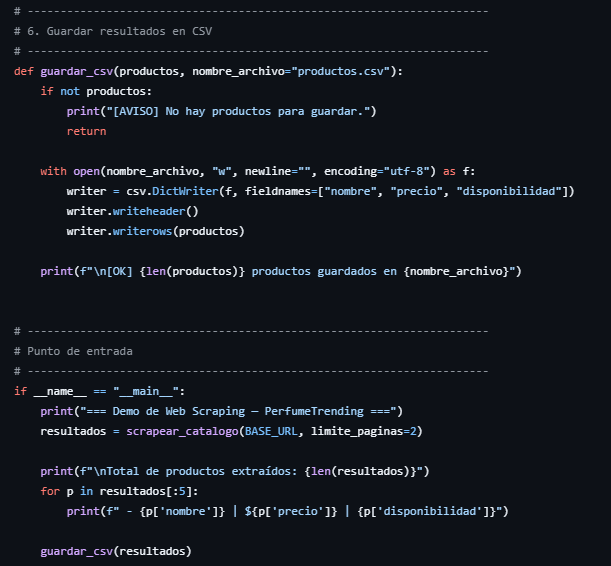 # ----------------------------------------------------------------------
# 6. Guardar resultados en CSV
# ----------------------------------------------------------------------
def guardar_csv(productos, nombre_archivo="productos.csv"):
    if not productos:
        print("[AVISO] No hay productos para guardar.")
        return

    with open(nombre_archivo, "w", newline="", encoding="utf-8") as f:
        writer = csv.DictWriter(f, fieldnames=["nombre", "precio", "disponibilidad"])
        writer.writeheader()
        writer.writerows(productos)

    print(f"\n[OK] {len(productos)} productos guardados en {nombre_archivo}")


# ----------------------------------------------------------------------
# Punto de entrada
# ----------------------------------------------------------------------
if __name__ == "__main__":
    print("=== Demo de Web Scraping — PerfumeTrending ===")
    resultados = scrapear_catalogo(BASE_URL, limite_paginas=2)

    print(f"\nTotal de productos extraídos: {len(resultados)}")
    for p in resultados[:5]:
        print(f" - {p['nombre']} | ${p['precio']} | {p['disponibilidad']}")

    guardar_csv(resultados)